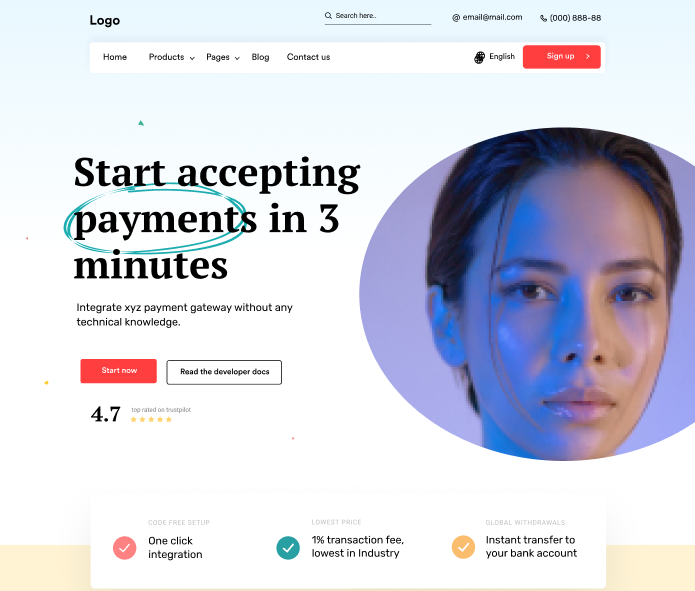 Logo
Search here..
@ email@mail.com
(000) 888-88
Home
Products
Pages
Blog
Contact us
English
Sign up
Start accepting
payments in 3
minutes
Integrate xyz payment gateway without any
technical knowledge.
Start now
Read the developer docs
4.7
top rated on trustpilot
CODE FREE SETUP
One click
integration
LOWEST PRICE
1% transaction fee,
lowest in Industry
GLOBAL WITHDRAWALS
Instant transfer to
your bank account